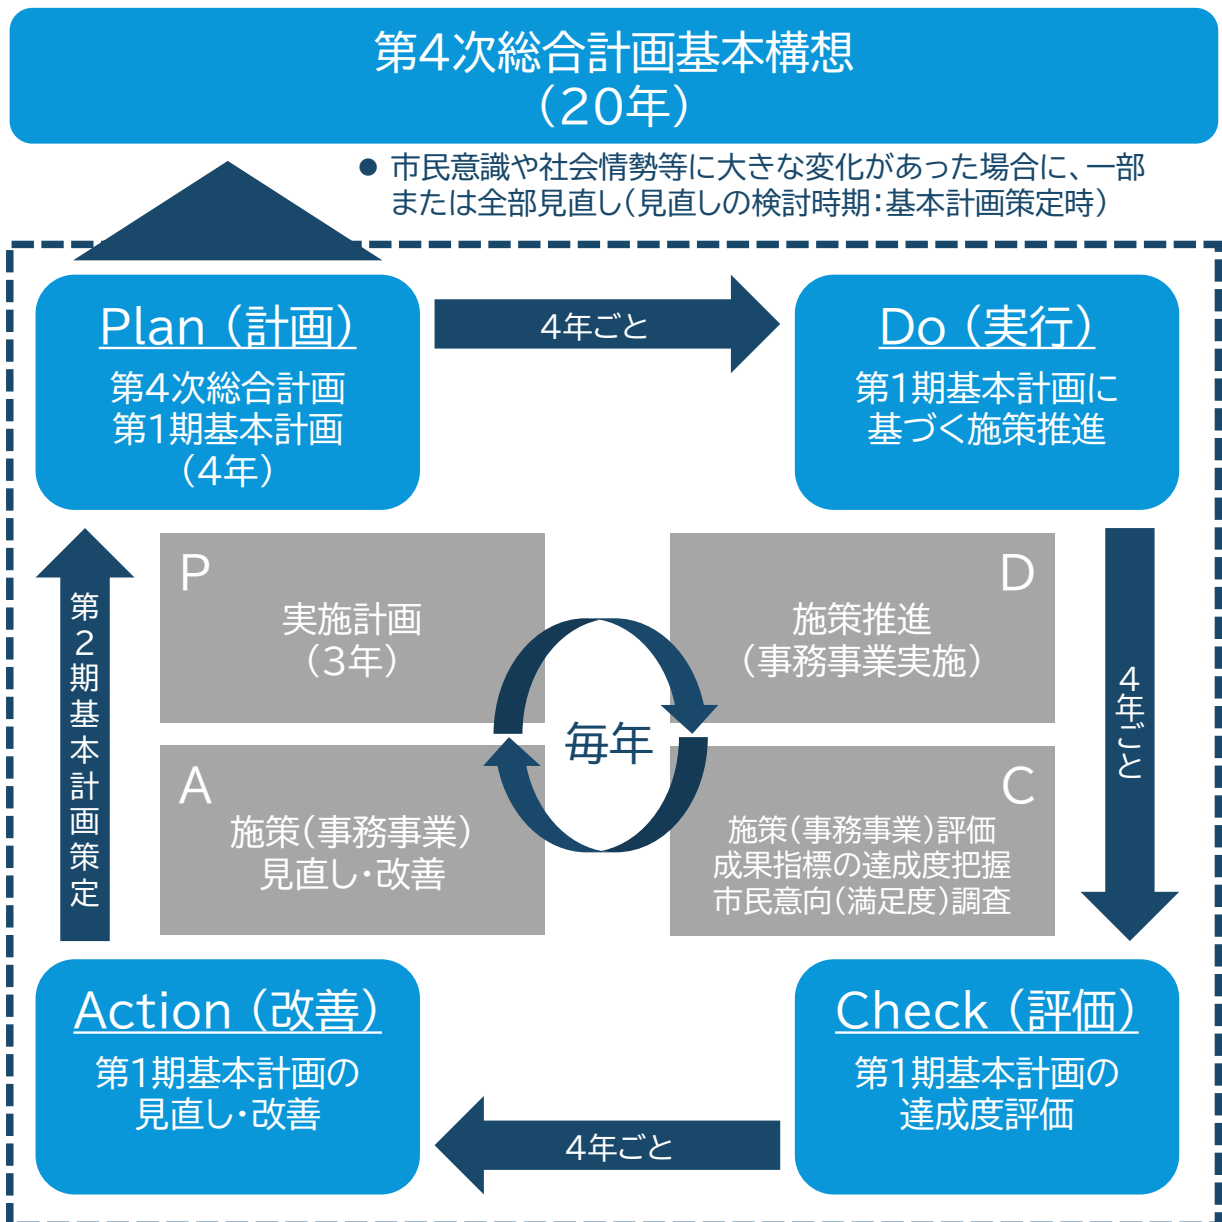 第4次総合計画基本構想
（20年）
● 市民意識や社会情勢等に大きな変化があった場合に、一部
または全部見直し（見直しの検討時期：基本計画策定時）
Plan（計画）
第4次総合計画
第1期基本計画
（4年）
4年ごと
Do（実行）
第1期基本計画に
基づく施策推進
P
実施計画
（3年）
D
施策推進
（事務事業実施）
第2期基本計画策定
毎年
4年ごと
A
施策（事務事業）
見直し・改善
C
施策（事務事業）評価
成果指標の達成度把握
市民意向（満足度）調査
Action（改善）
第1期基本計画の
見直し・改善
4年ごと
Check（評価）
第1期基本計画の
達成度評価